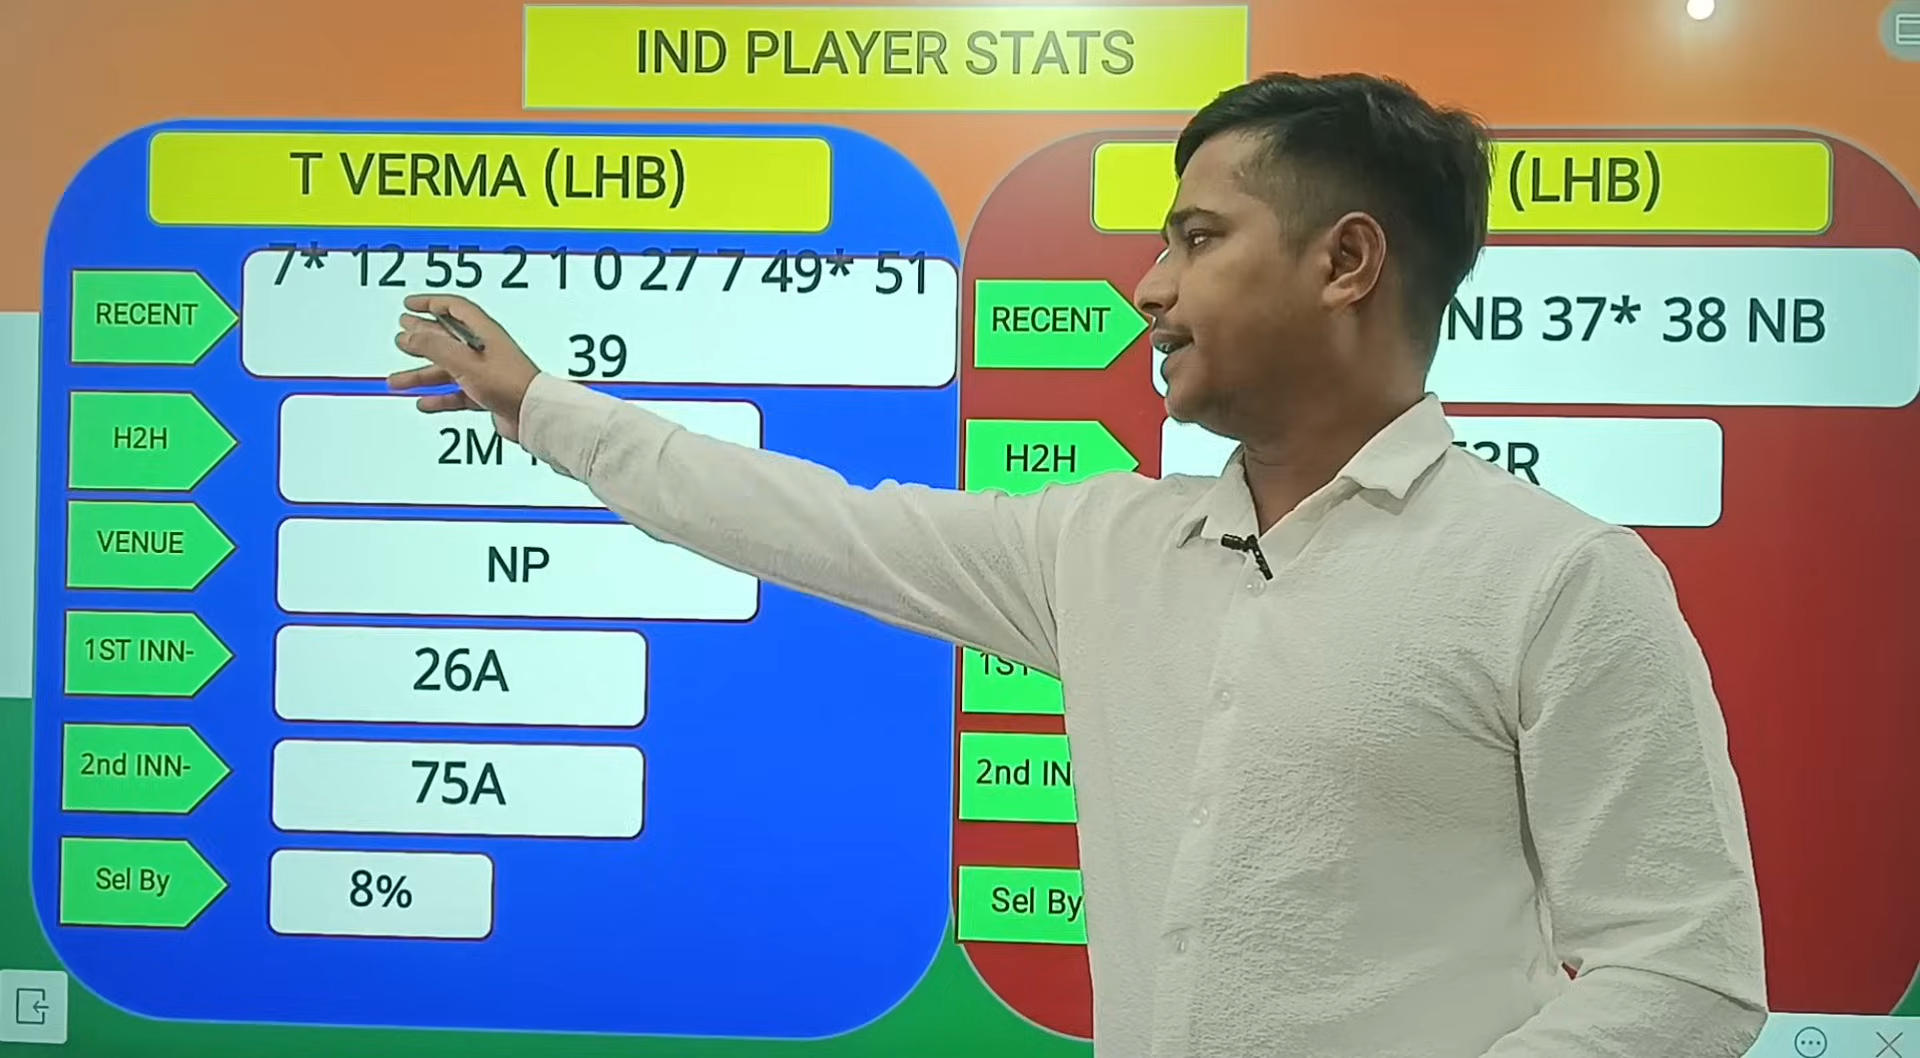 IND PLAYER STATS
T VERMA (LHB)
RECENT
7* 12 55 2 1 0 27 7 49* 51
39
H2H
2M
VENUE
NP
1ST INN-
26A
2nd INN-
75A
Sel By
8%
(LHB)
RECENT
NB 37* 38 NB
H2H
2nd IN
Sel By